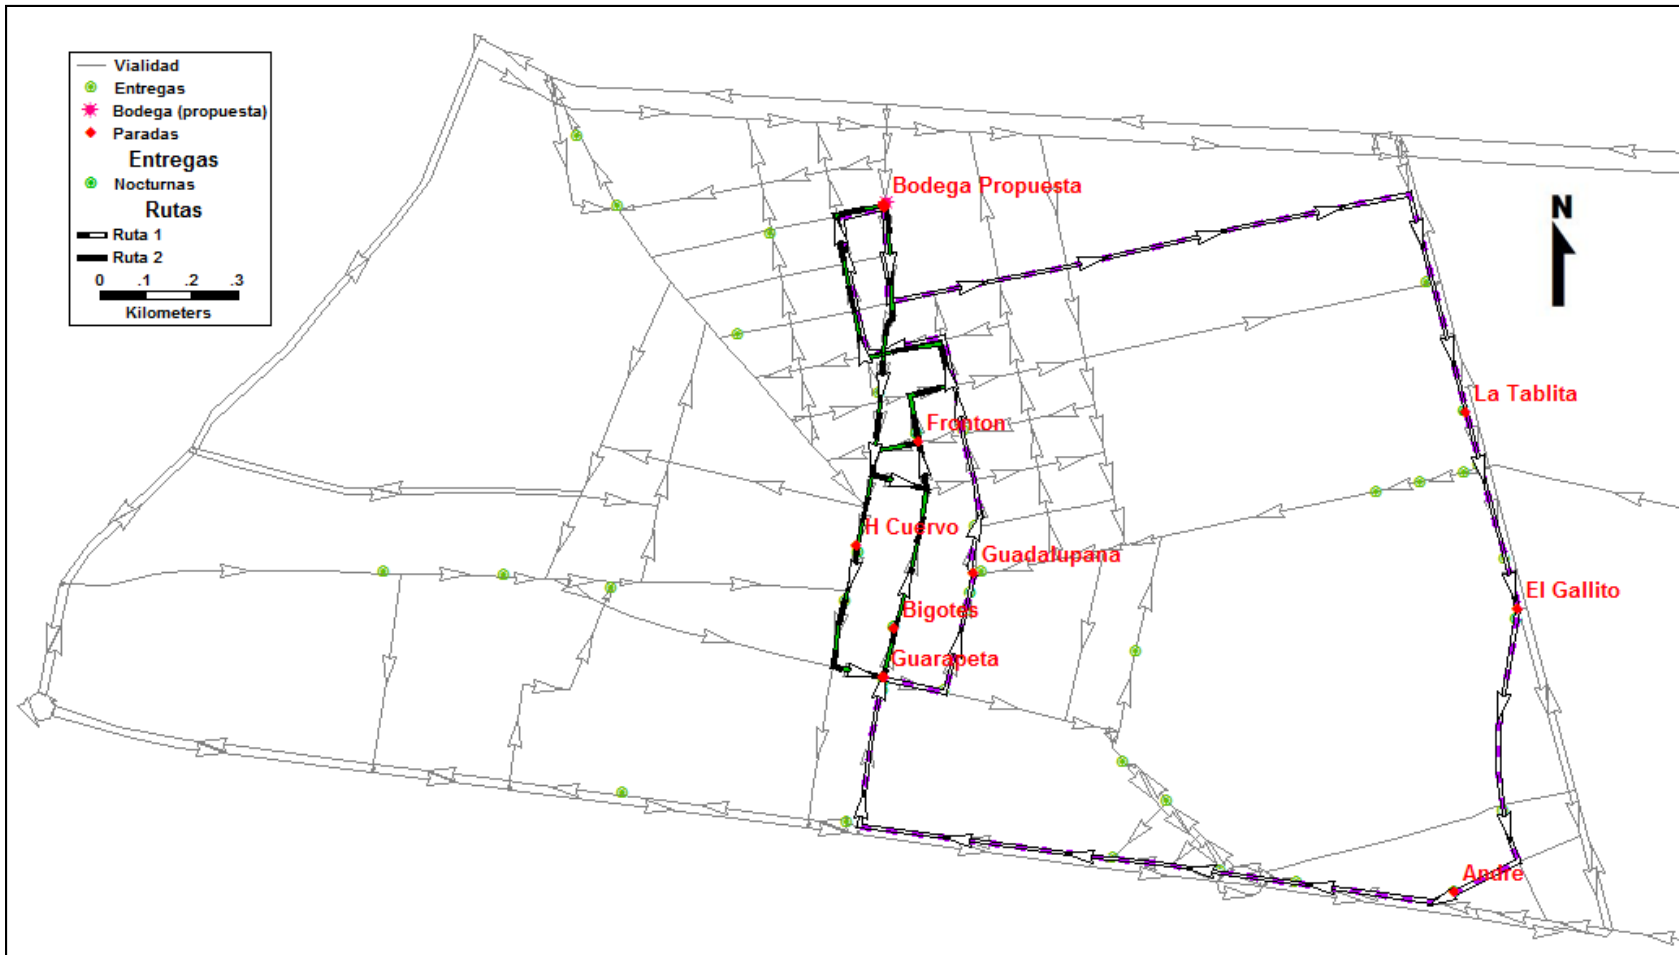 Vialidad
Entregas
Bodega (propuesta)
Paradas
Entregas
Nocturnas
Rutas
Ruta 1
Ruta 2
0 .1 .2 .3
Kilometers
Bodega Propuesta
N
La Tablita
Fronton
H Cuervo
Guadalupana
El Gallito
Bigotes
Guarapeta
Andre